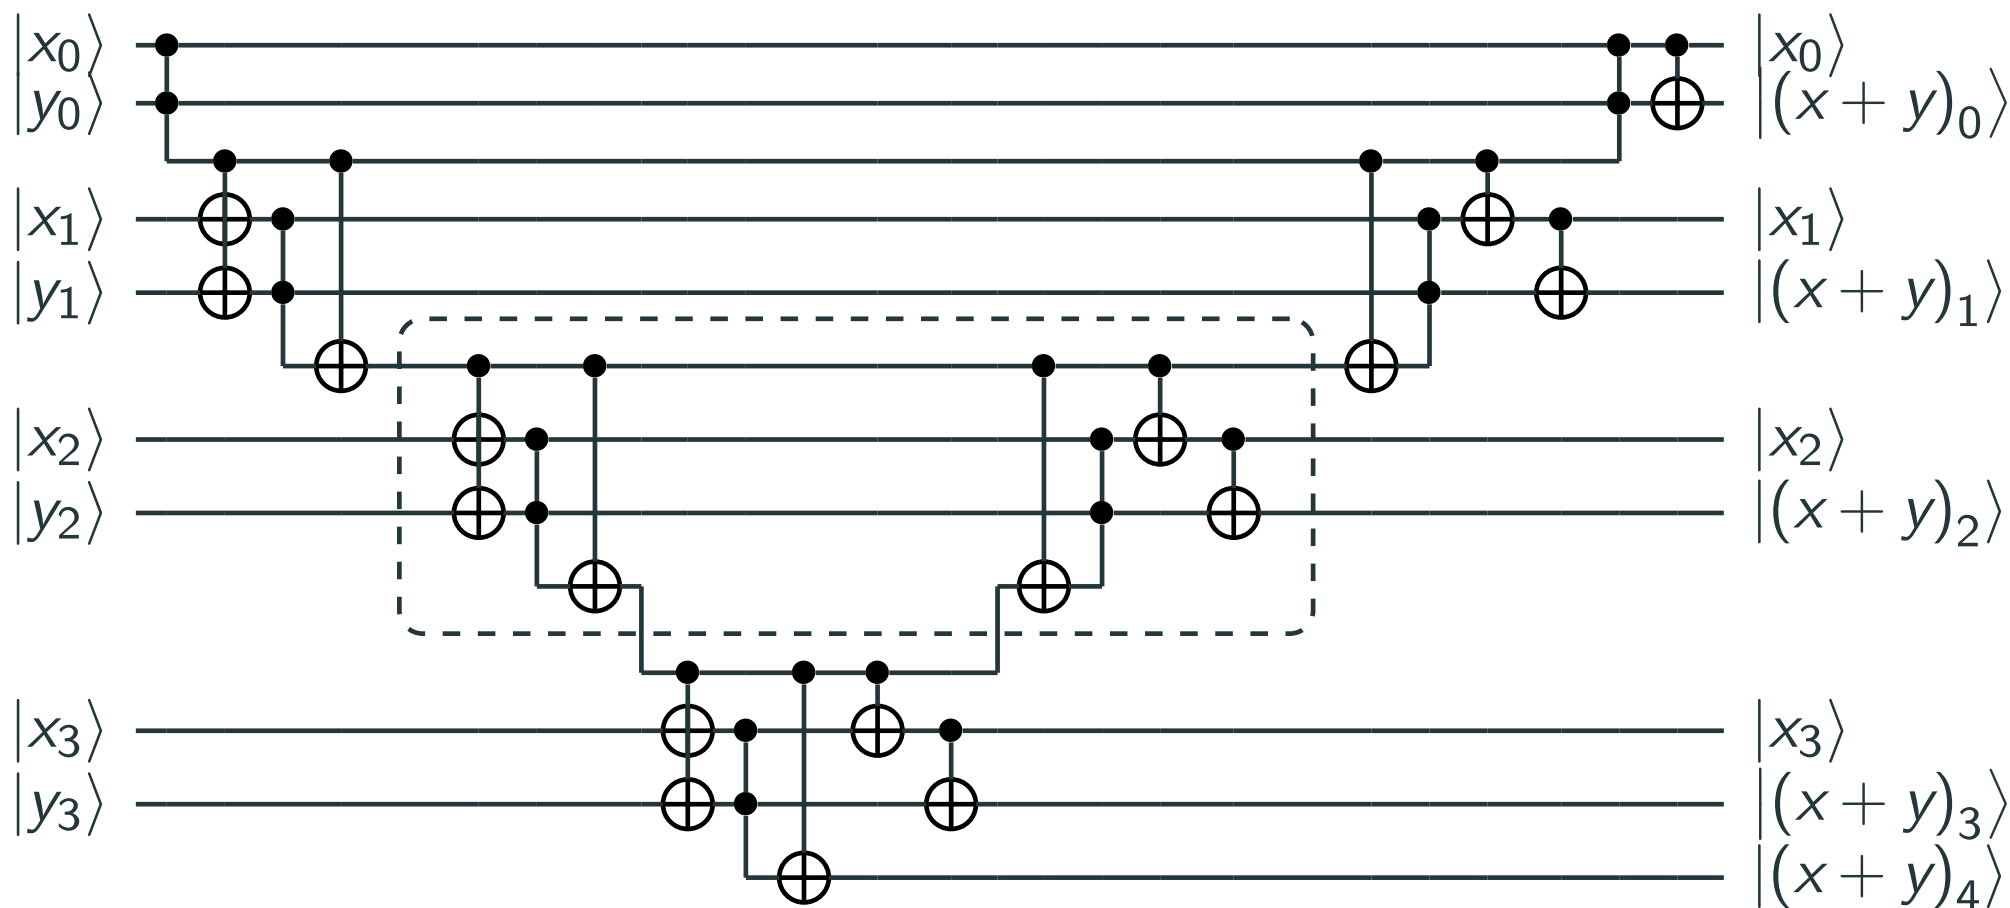 |x₀⟩ |x₀⟩
|y₀⟩ |(x + y)₀⟩
|x₁⟩ |x₁⟩
|y₁⟩ |(x + y)₁⟩
|x₂⟩ |x₂⟩
|y₂⟩ |(x + y)₂⟩
|x₃⟩ |x₃⟩
|y₃⟩ |(x + y)₃⟩
|(x + y)₄⟩